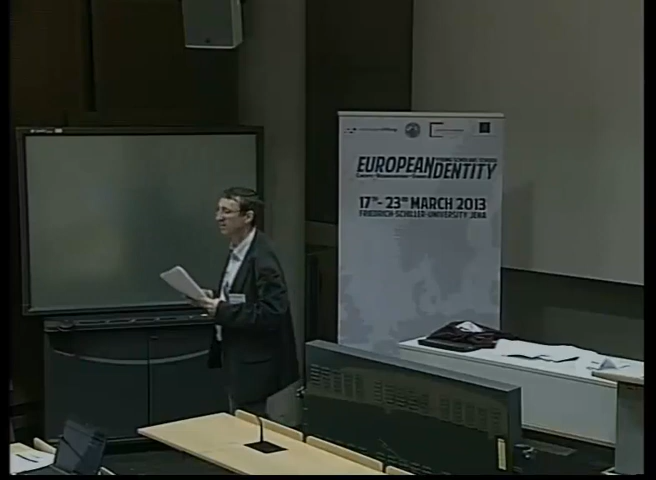 EUROPEAN IDENTITY
17TH- 23RD MARCH 2013
FRIEDRICH-SCHILLER-UNIVERSITY JENA